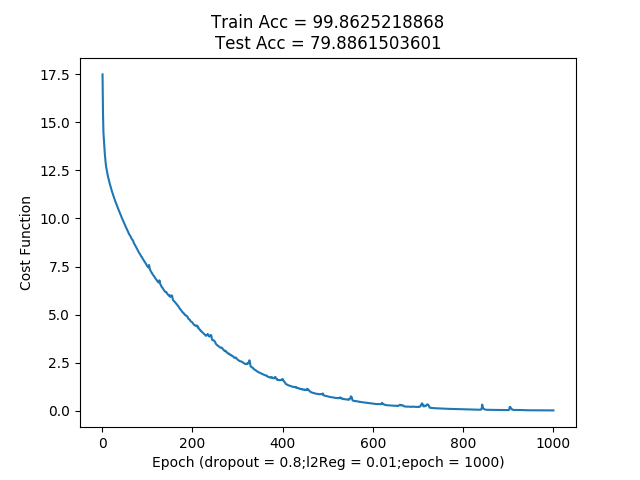 Train Acc = 99.8625218868
Test Acc = 79.8861503601
17.5
15.0
12.5
10.0
7.5
5.0
2.5
0.0
Cost Function
0 200 400 600 800 1000
Epoch (dropout = 0.8;l2Reg = 0.01;epoch = 1000)